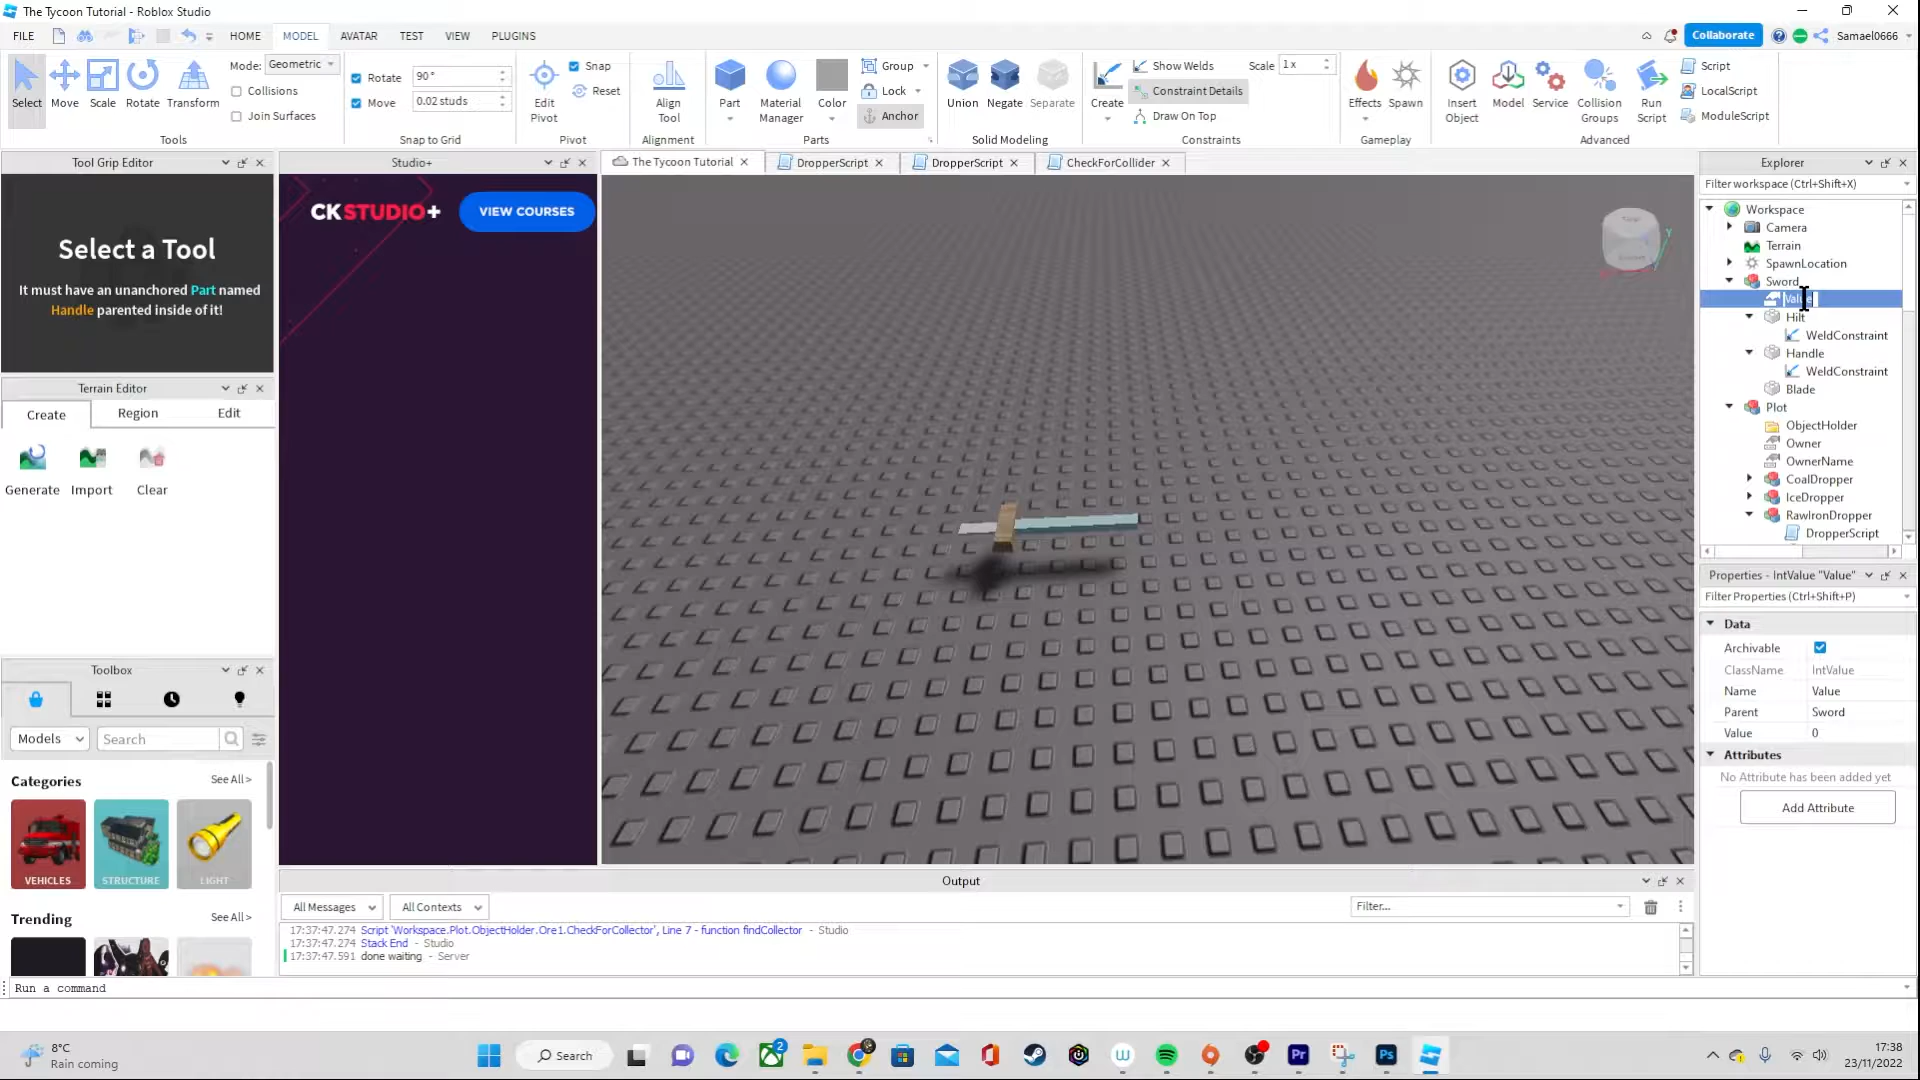 The Tycoon Tutorial - Roblox Studio
FILE HOME MODEL AVATAR TEST VIEW PLUGINS
Collaborate Samael0666
Select Move Scale Rotate Transform
Mode: Geometric
Collisions
Join Surfaces
Tools
Rotate 90°
Move 0.02 studs
Snap to Grid
Edit Pivot
Snap
Reset
Pivot
Align Tool
Alignment
Part
Material Manager
Color
Group
Lock
Anchor
Parts
Union Negate Separate
Solid Modeling
Create
Show Welds Scale 1 x
Constraint Details
Draw On Top
Constraints
Effects Spawn
Gameplay
Insert Object
Model Service
Collision Groups
Run Script
Script
LocalScript
ModuleScript
Advanced
Tool Grip Editor
Select a Tool
It must have an unanchored Part named
Handle parented inside of it!
Terrain Editor
Create Region Edit
Generate Import Clear
Toolbox
Models Search
Categories See All >
VEHICLES STRUCTURE LIGHT
Trending See All >
Studio+
CKSTUDIO+ VIEW COURSES
The Tycoon Tutorial DropperScript DropperScript CheckForCollider
Output
All Messages All Contexts Filter...
17:37:47.274 Script 'Workspace.Plot.ObjectHolder.Ore1.CheckForCollector', Line 7 - function findCollector - Studio
17:37:47.274 Stack End - Studio
17:37:47.591 done waiting - Server
Run a command
Explorer
Filter workspace (Ctrl+Shift+X)
Workspace
Camera
Terrain
SpawnLocation
Sword
Value
Hilt
WeldConstraint
Handle
WeldConstraint
Blade
Plot
ObjectHolder
Owner
OwnerName
CoalDropper
IceDropper
RawIronDropper
DropperScript
Properties - IntValue "Value"
Filter Properties (Ctrl+Shift+P)
Data
Archivable
ClassName IntValue
Name Value
Parent Sword
Value 0
Attributes
No Attribute has been added yet
Add Attribute
8°C
Rain coming
Search
2
17:38
23/11/2022